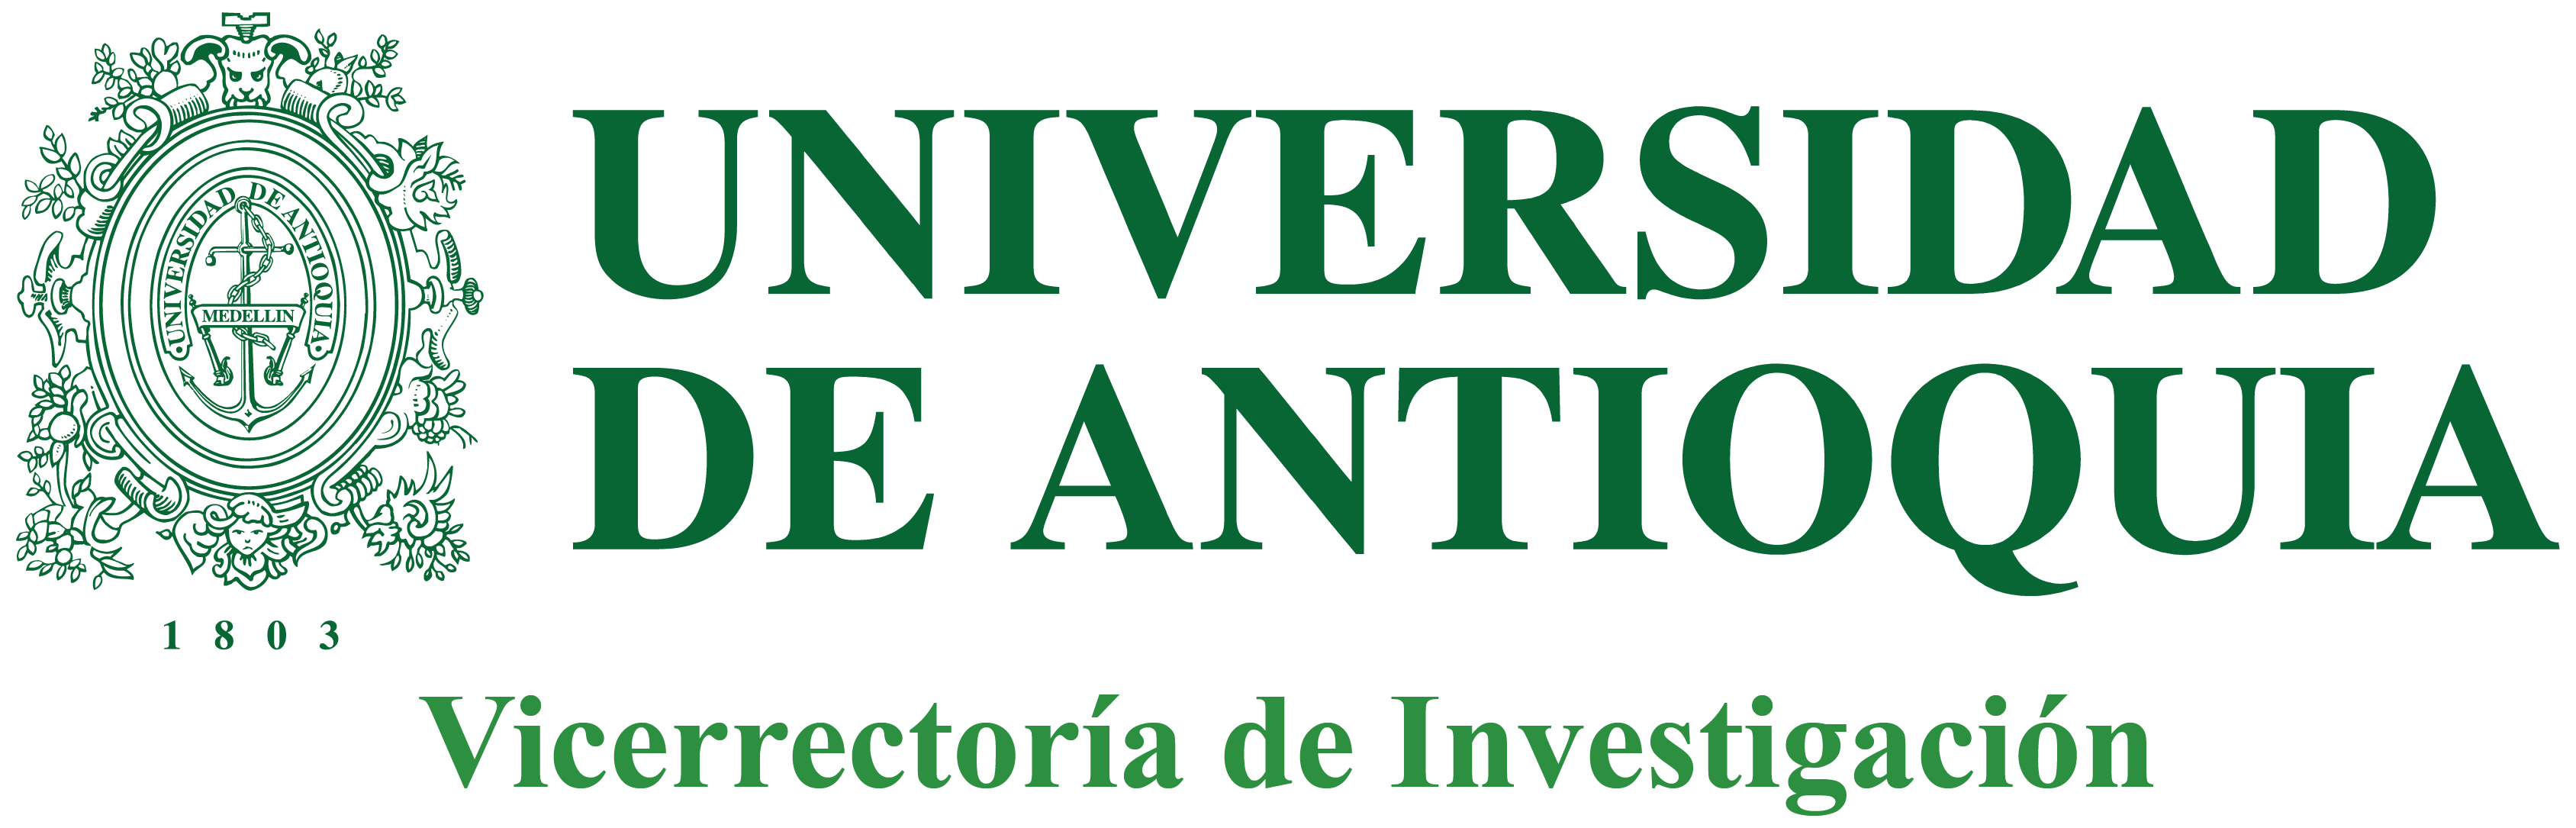 UNIVERSIDAD DE ANTIOQUIA
MEDELLIN
1803
UNIVERSIDAD
DE ANTIOQUIA
Vicerrectoría de Investigación